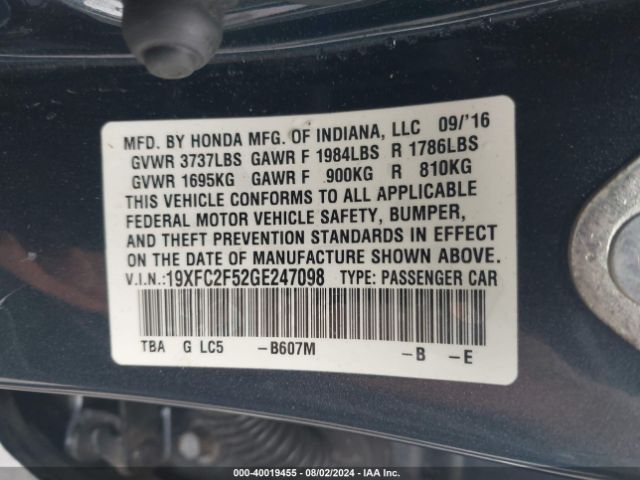 MFD. BY HONDA MFG. OF INDIANA, LLC 09/'16
GVWR 3737LBS GAWR F 1984LBS R 1786LBS
GVWR 1695KG GAWR F 900KG R 810KG
THIS VEHICLE CONFORMS TO ALL APPLICABLE
FEDERAL MOTOR VEHICLE SAFETY, BUMPER,
AND THEFT PREVENTION STANDARDS IN EFFECT
ON THE DATE OF MANUFACTURE SHOWN ABOVE.
V.I.N.:19XFC2F52GE247098 TYPE: PASSENGER CAR
TBA G LC5 -B607M -B -E
000-40019455 - 08/02/2024 - IAA Inc.